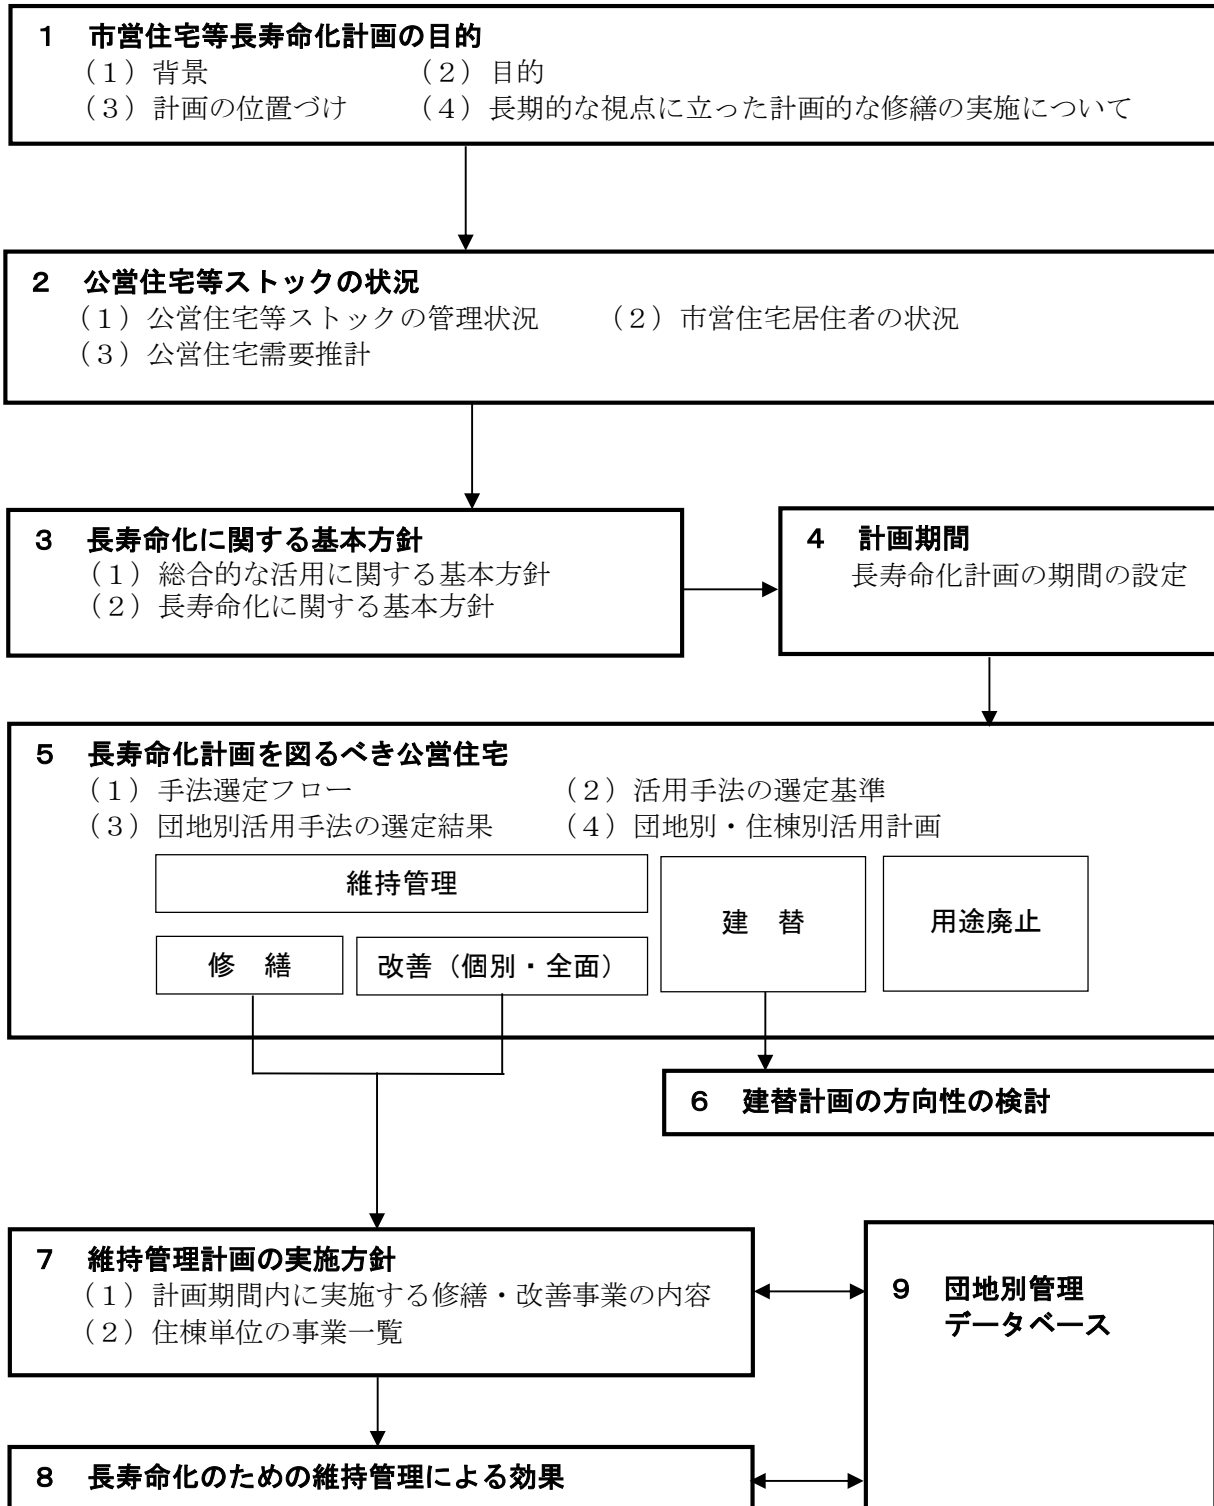 1 市営住宅等長寿命化計画の目的
（１）背景 （２）目的
（３）計画の位置づけ （４）長期的な視点に立った計画的な修繕の実施について
2 公営住宅等ストックの状況
（１）公営住宅等ストックの管理状況 （２）市営住宅居住者の状況
（３）公営住宅需要推計
3 長寿命化に関する基本方針
（１）総合的な活用に関する基本方針
（２）長寿命化に関する基本方針
4 計画期間
長寿命化計画の期間の設定
5 長寿命化計画を図るべき公営住宅
（１）手法選定フロー （２）活用手法の選定基準
（３）団地別活用手法の選定結果 （４）団地別・住棟別活用計画
維持管理
修 繕
改善（個別・全面）
建 替
用途廃止
6 建替計画の方向性の検討
7 維持管理計画の実施方針
（１）計画期間内に実施する修繕・改善事業の内容
（２）住棟単位の事業一覧
9 団地別管理
データベース
8 長寿命化のための維持管理による効果